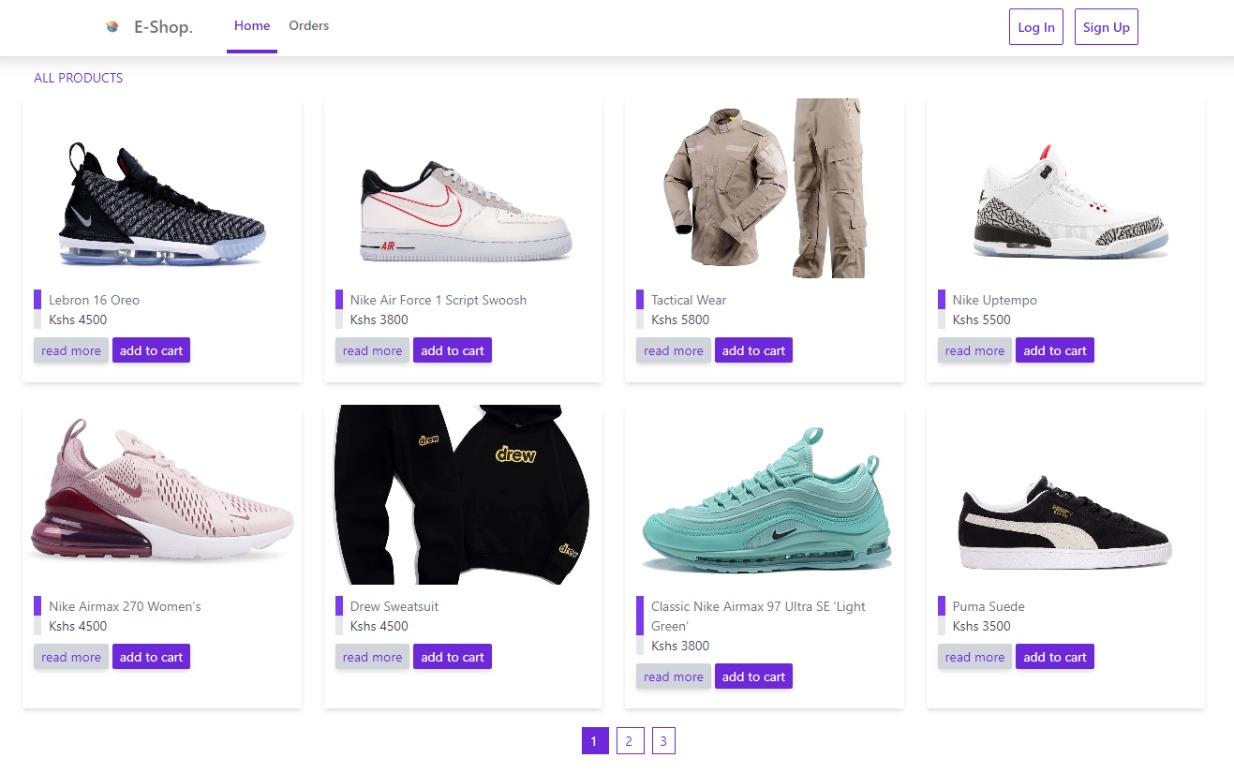 E-Shop.
Home
Orders
Log In
Sign Up
ALL PRODUCTS
AIR
Lebron 16 Oreo
Kshs 4500
read more
add to cart
Nike Air Force 1 Script Swoosh
Kshs 3800
read more
add to cart
Tactical Wear
Kshs 5800
read more
add to cart
Nike Uptempo
Kshs 5500
read more
add to cart
drew
drew
drew
Nike Airmax 270 Women’s
Kshs 4500
read more
add to cart
Drew Sweatsuit
Kshs 4500
read more
add to cart
Classic Nike Airmax 97 Ultra SE ‘Light
Green’
Kshs 3800
read more
add to cart
Puma Suede
Kshs 3500
read more
add to cart
1
2
3